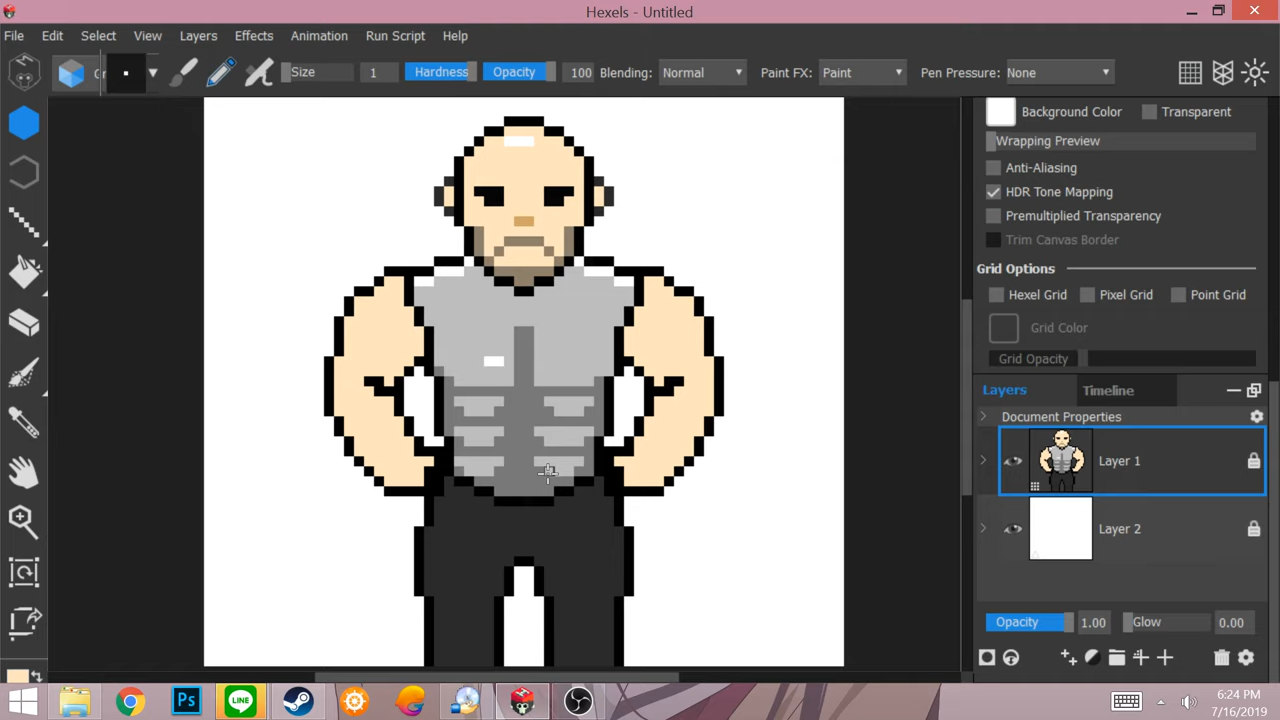 Hexels - Untitled
File Edit Select View Layers Effects Animation Run Script Help
Size 1 Hardness Opacity 100 Blending: Normal Paint FX: Paint Pen Pressure: None
Background Color Transparent
Wrapping Preview
Anti-Aliasing
HDR Tone Mapping
Premultiplied Transparency
Trim Canvas Border
Grid Options
Hexel Grid Pixel Grid Point Grid
Grid Color
Grid Opacity
Layers Timeline
Document Properties
Layer 1
Layer 2
Opacity 1.00 Glow 0.00
Ps LINE
6:24 PM
7/16/2019